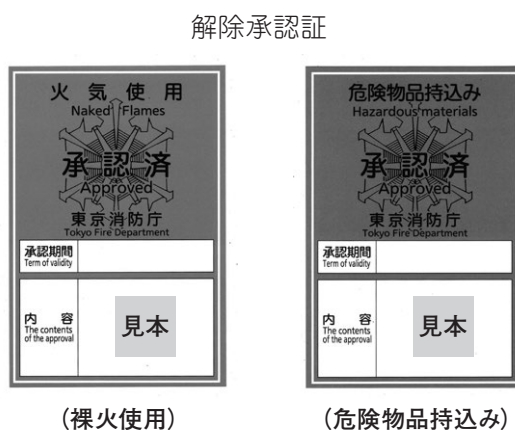 解除承認証
火気使用
Naked Flames
承認済
Approved
東京消防庁
Tokyo Fire Department
承認期間
Term of validity
内容
The contents
of the approval
見本
(裸火使用)
危険物品持込み
Hazardous materials
承認済
Approved
東京消防庁
Tokyo Fire Department
承認期間
Term of validity
内容
The contents
of the approval
見本
(危険物品持込み)